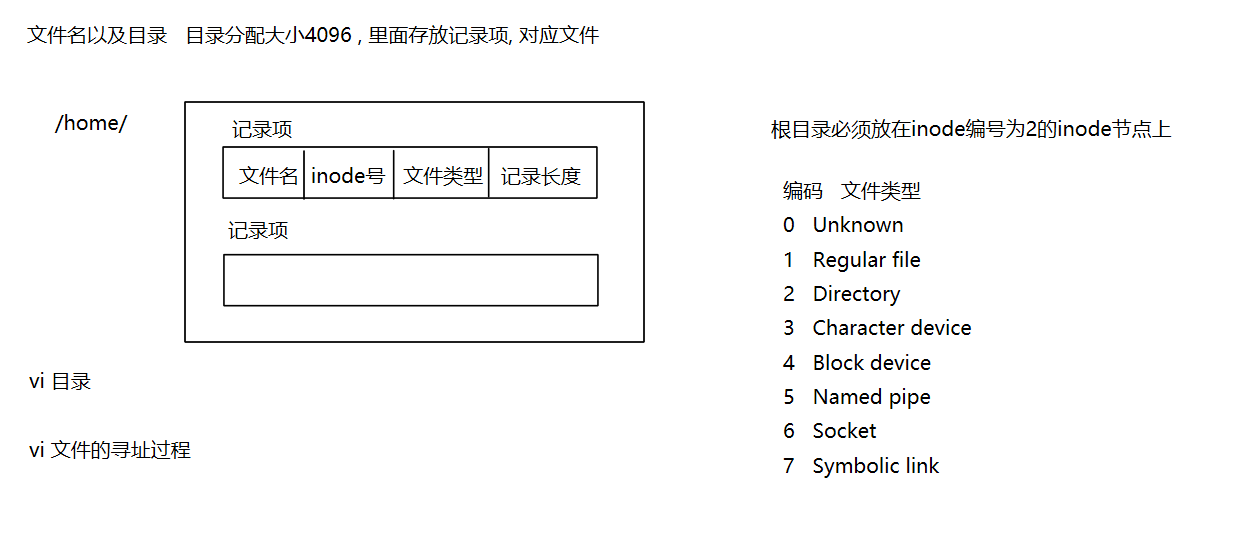 文件名以及目录 目录分配大小4096 , 里面存放记录项, 对应文件
/home/
记录项
文件名 inode号 文件类型 记录长度
记录项
vi 目录
vi 文件的寻址过程
根目录必须放在inode编号为2的inode节点上
编码 文件类型
0 Unknown
1 Regular file
2 Directory
3 Character device
4 Block device
5 Named pipe
6 Socket
7 Symbolic link